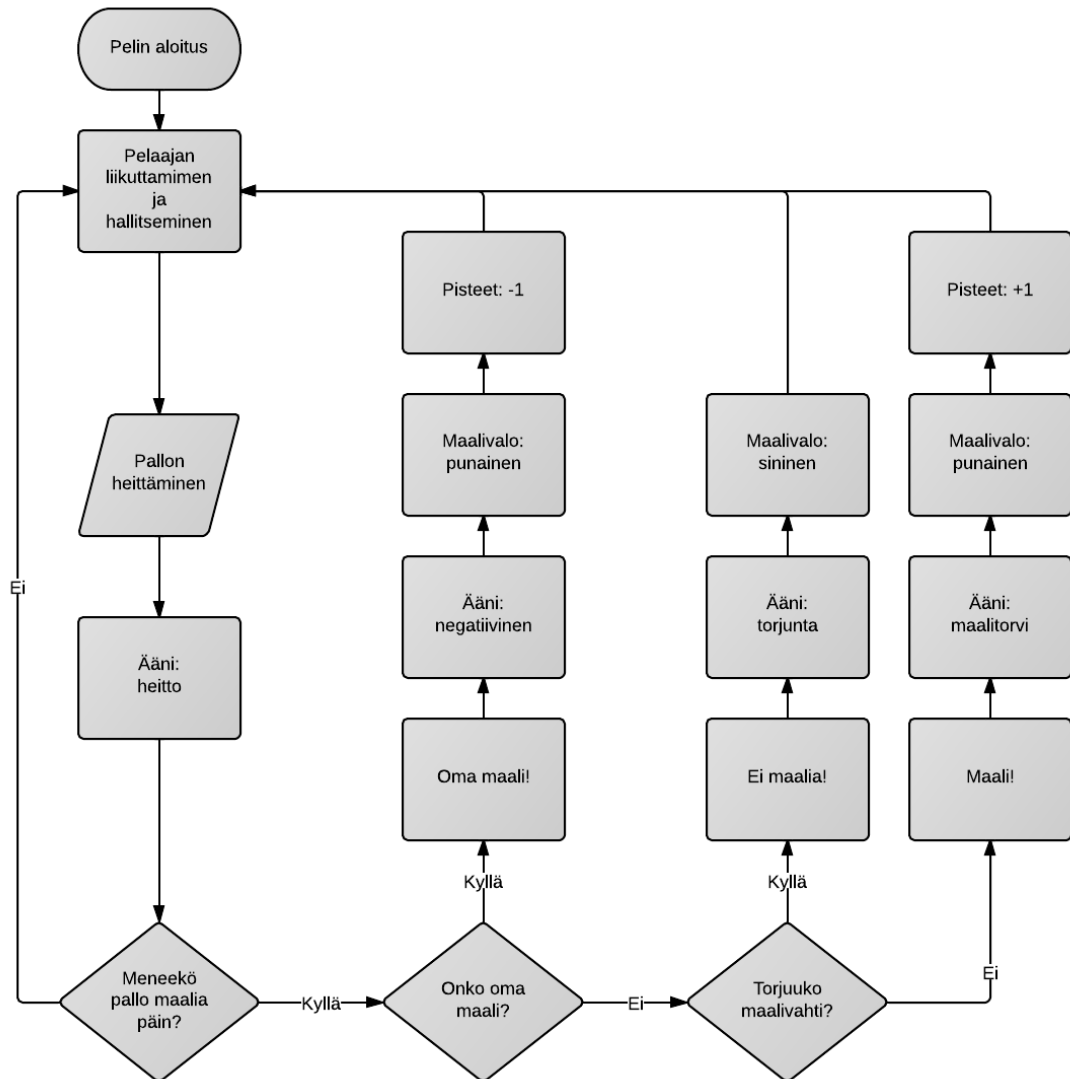 Pelin aloitus
Pelaajan
liikuttamimen
ja
hallitseminen
Pallon
heittäminen
Ääni:
heitto
Ei
Meneekö
pallo maalia
päin?
Kyllä
Pisteet: -1
Maalivalo:
punainen
Ääni:
negatiivinen
Oma maali!
Kyllä
Onko oma
maali?
Ei
Maalivalo:
sininen
Ääni:
torjunta
Ei maalia!
Kyllä
Torjuuko
maalivahti?
Ei
Pisteet: +1
Maalivalo:
punainen
Ääni:
maalitorvi
Maali!